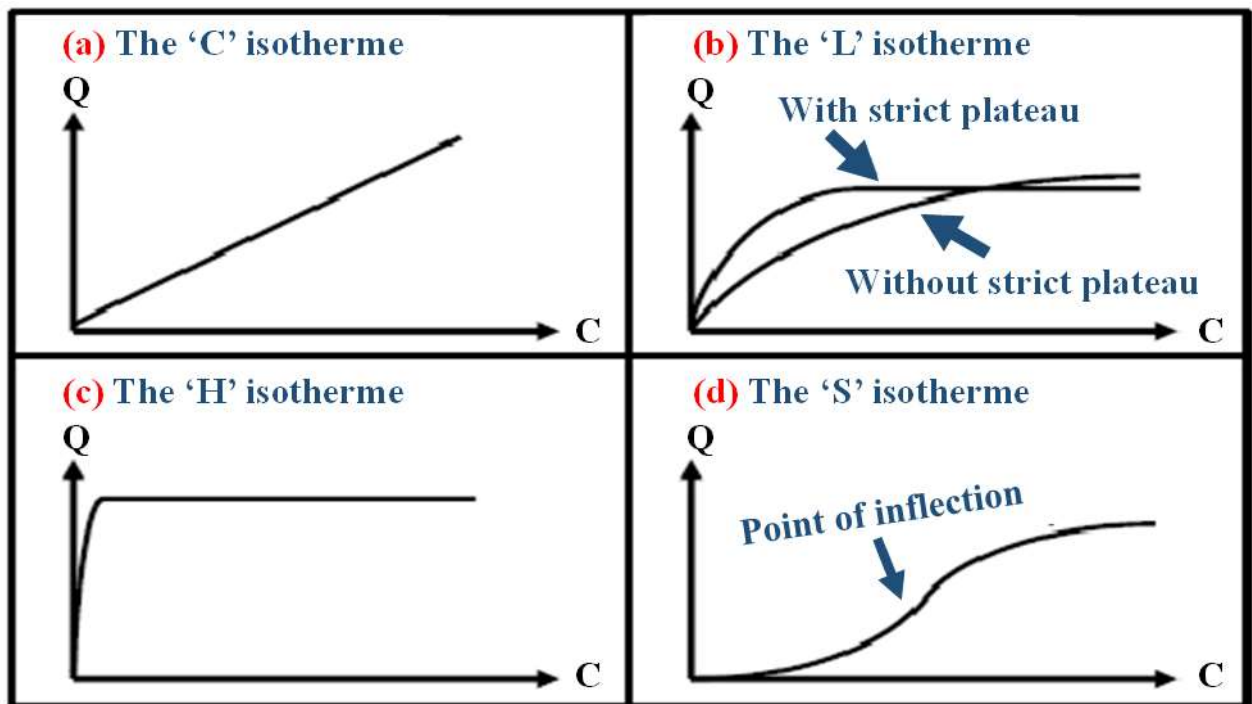 (a) The ‘C’ isotherme
Q
C
(b) The ‘L’ isotherme
Q
With strict plateau
Without strict plateau
C
(c) The ‘H’ isotherme
Q
C
(d) The ‘S’ isotherme
Q
Point of inflection
C